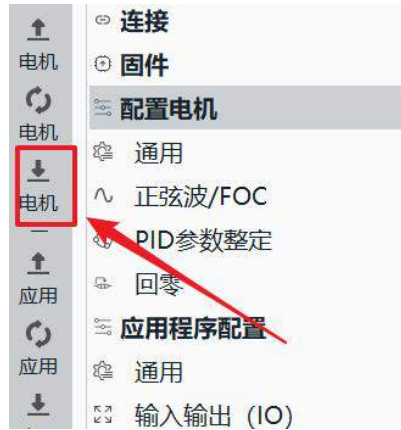 电机
电机
电机
应用
应用
连接
固件
配置电机
通用
正弦波/FOC
PID参数整定
回零
应用程序配置
通用
输入输出（IO）